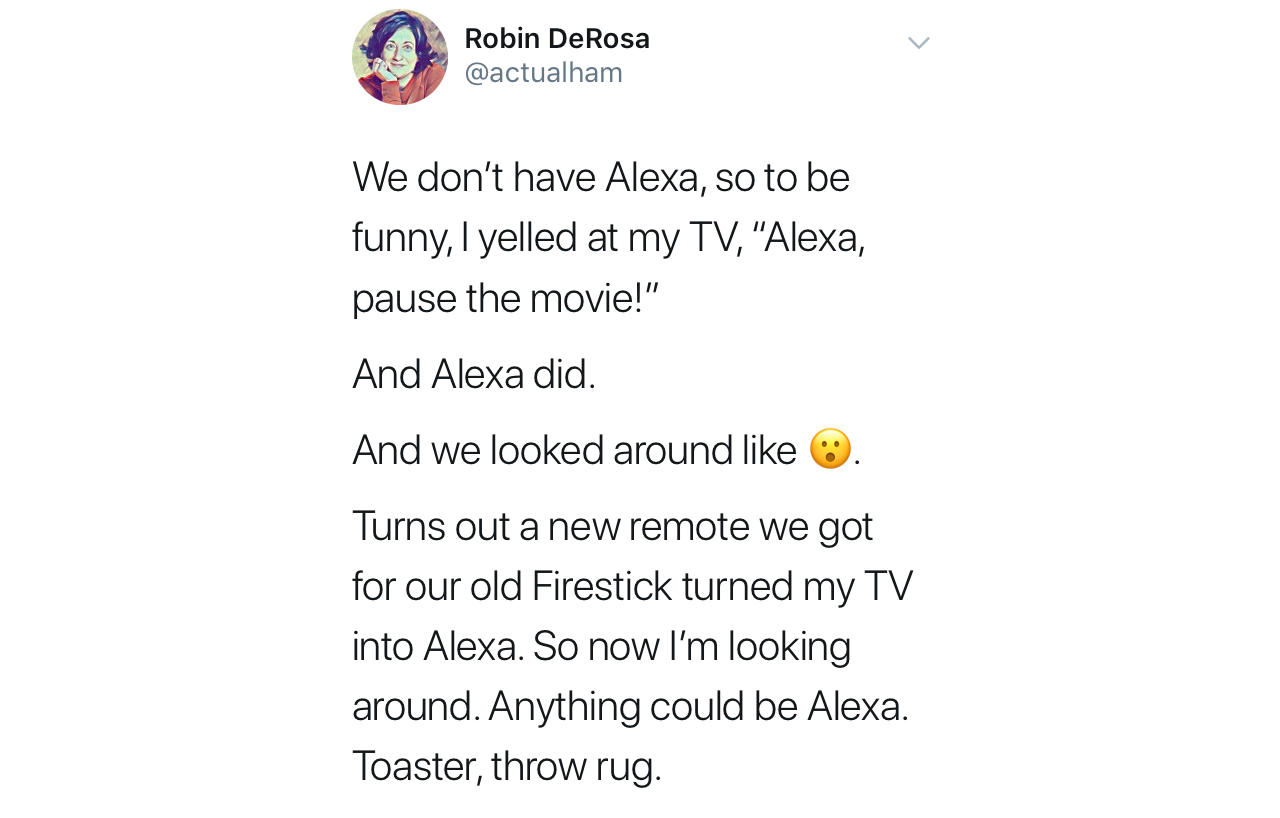 Robin DeRosa
@actualham
We don’t have Alexa, so to be
funny, I yelled at my TV, “Alexa,
pause the movie!”
And Alexa did.
And we looked around like 😮.
Turns out a new remote we got
for our old Firestick turned my TV
into Alexa. So now I’m looking
around. Anything could be Alexa.
Toaster, throw rug.